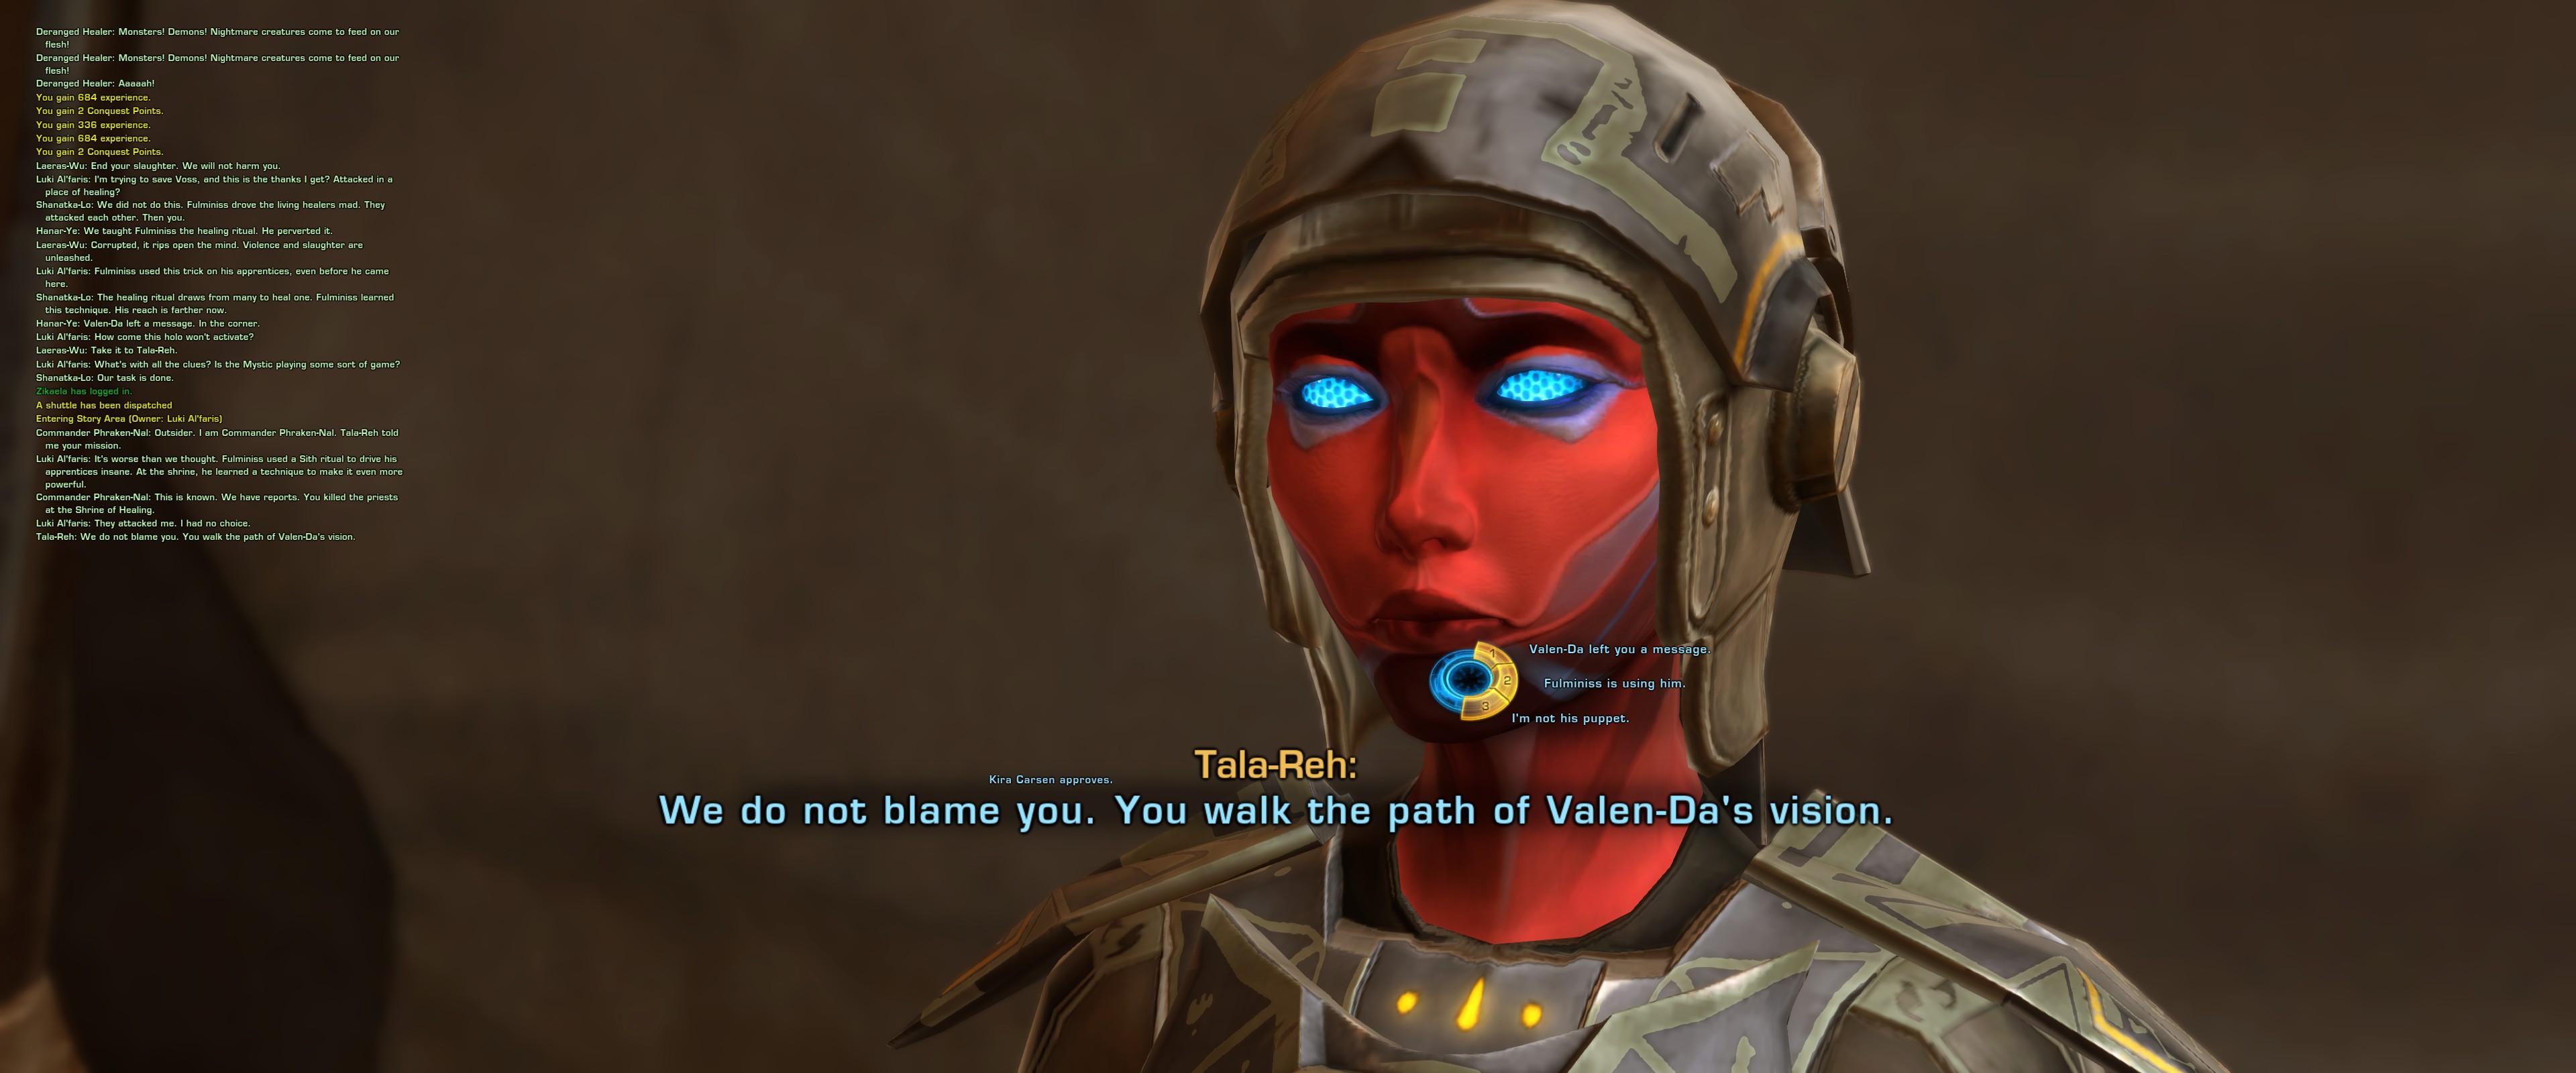 Deranged Healer: Monsters! Demons! Nightmare creatures come to feed on our
flesh!
Deranged Healer: Monsters! Demons! Nightmare creatures come to feed on our
flesh!
Deranged Healer: Aaaaah!
You gain 684 experience.
You gain 2 Conquest Points.
You gain 336 experience.
You gain 684 experience.
You gain 2 Conquest Points.
Laeras-Wu: End your slaughter. We will not harm you.
Luki Al'faris: I'm trying to save Voss, and this is the thanks I get? Attacked in a
place of healing?
Shanatka-Lo: We did not do this. Fulminiss drove the living healers mad. They
attacked each other. Then you.
Hanar-Ye: We taught Fulminiss the healing ritual. He perverted it.
Laeras-Wu: Corrupted, it rips open the mind. Violence and slaughter are
unleashed.
Luki Al'faris: Fulminiss used this trick on his apprentices, even before he came
here.
Shanatka-Lo: The healing ritual draws from many to heal one. Fulminiss learned
this technique. His reach is farther now.
Hanar-Ye: Valen-Da left a message. In the corner.
Luki Al'faris: How come this holo won't activate?
Laeras-Wu: Take it to Tala-Reh.
Luki Al'faris: What's with all the clues? Is the Mystic playing some sort of game?
Shanatka-Lo: Our task is done.
Zikaela has logged in.
A shuttle has been dispatched
Entering Story Area (Owner: Luki Al'faris)
Commander Phraken-Nal: Outsider. I am Commander Phraken-Nal. Tala-Reh told
me your mission.
Luki Al'faris: It's worse than we thought. Fulminiss used a Sith ritual to drive his
apprentices insane. At the shrine, he learned a technique to make it even more
powerful.
Commander Phraken-Nal: This is known. We have reports. You killed the priests
at the Shrine of Healing.
Luki Al'faris: They attacked me. I had no choice.
Tala-Reh: We do not blame you. You walk the path of Valen-Da's vision.
1 Valen-Da left you a message.
2 Fulminiss is using him.
3 I'm not his puppet.
Tala-Reh:
Kira Carsen approves.
We do not blame you. You walk the path of Valen-Da's vision.